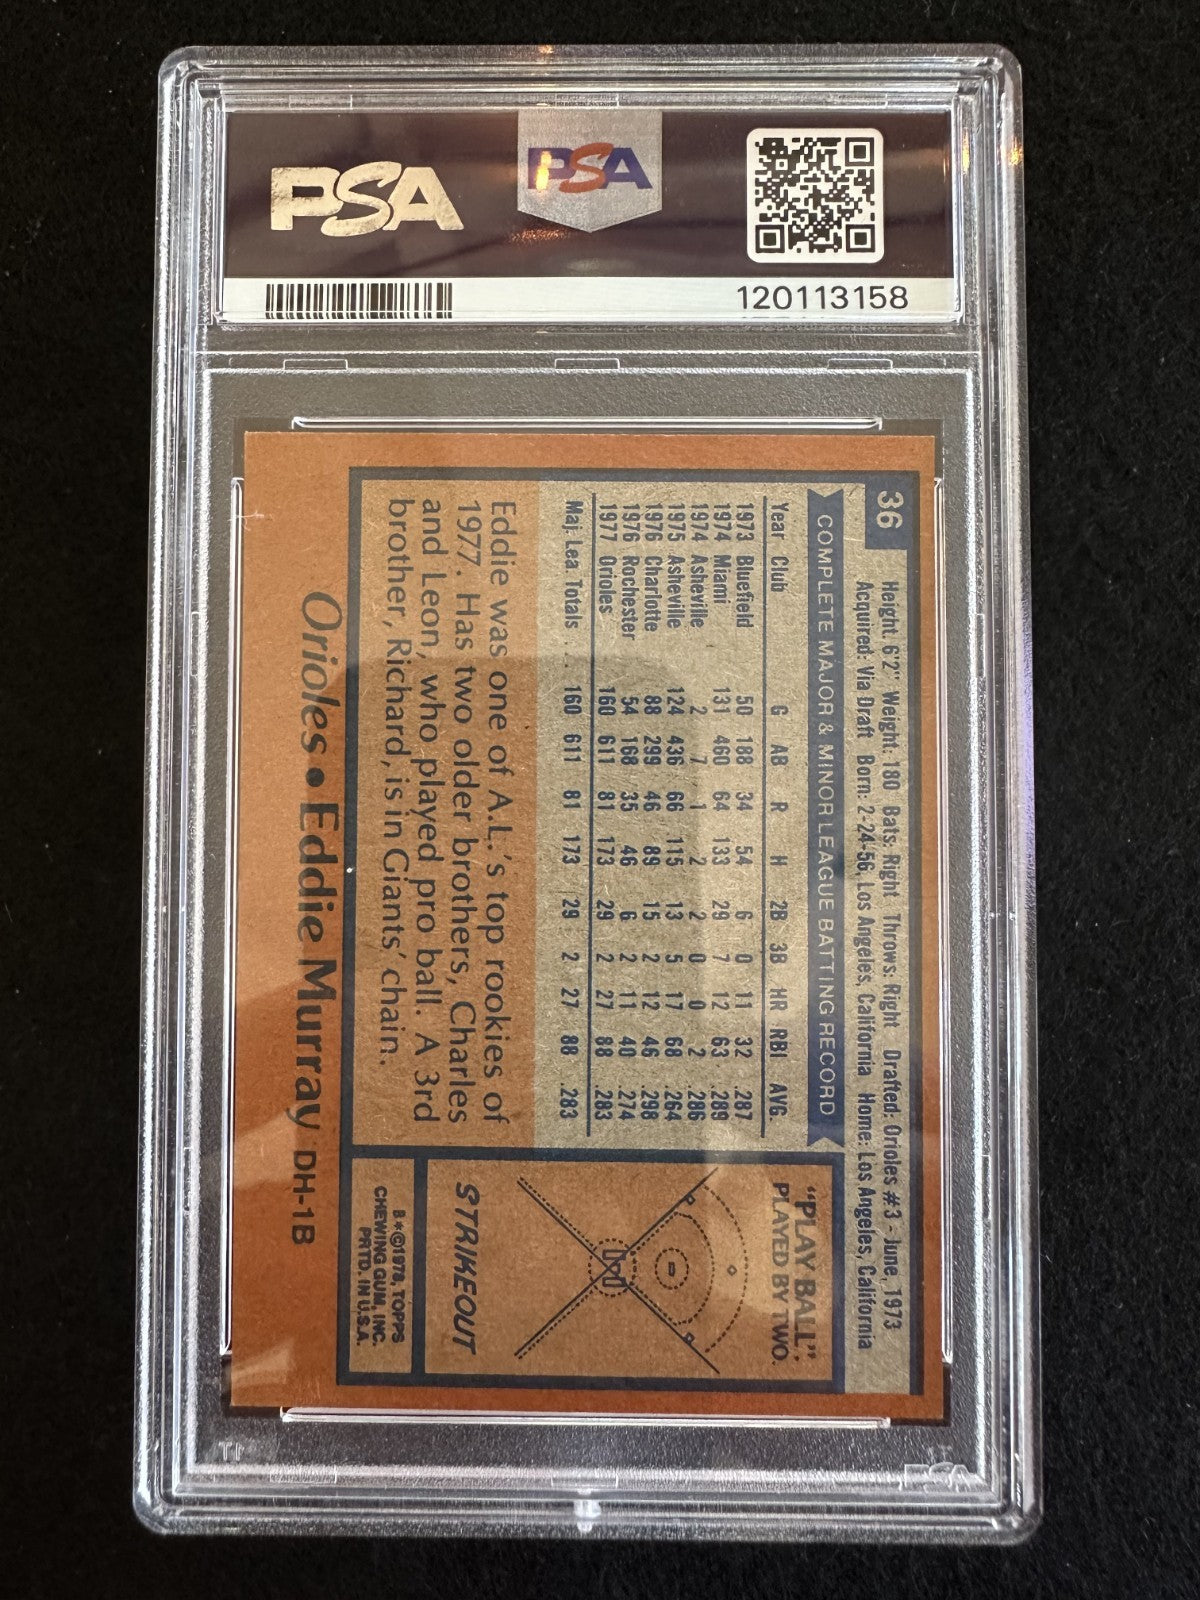 PSA
PSA
120113158
36
Height: 6'2" Weight: 180 Bats: Right Throws: Right Drafted: Orioles #3 - June, 1973
Acquired: Via Draft Born: 2-24-56, Los Angeles, California Home: Los Angeles, California
COMPLETE MAJOR & MINOR LEAGUE BATTING RECORD
Year Club G AB R H 2B 3B HR RBI AVG.
1973 Bluefield 50 188 34 54 6 0 11 32 .287
1974 Miami 131 460 64 133 29 7 12 63 .289
1974 Asheville 2 7 1 2 2 0 0 2 .286
1975 Asheville 124 436 66 115 13 5 17 68 .264
1976 Charlotte 88 299 46 89 15 2 12 46 .298
1976 Rochester 54 168 35 46 6 2 11 40 .274
1977 Orioles 160 611 81 173 29 2 27 88 .283
Maj. Lea. Totals . . . 160 611 81 173 29 2 27 88 .283
Eddie was one of A.L.'s top rookies of
1977. Has two older brothers, Charles
and Leon, who played pro ball. A 3rd
brother, Richard, is in Giants' chain.
"PLAY BALL"
PLAYED BY TWO.
STRIKEOUT
B✱©1978, TOPPS
CHEWING GUM, INC.
PRTD. IN U.S.A.
Orioles • Eddie Murray DH-1B
PSA